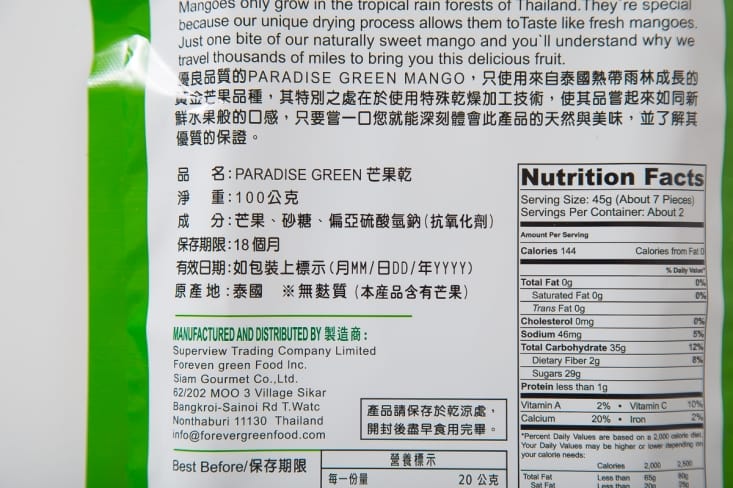 Mangoes only grow in the tropical rain forests of Thailand.They`re special
because our unique drying process allows them toTaste like fresh mangoes.
Just one bite of our naturally sweet mango and you`ll understand why we
travel thousands of miles to bring you this delicious fruit.
優良品質的PARADISE GREEN MANGO，只使用來自泰國熱帶雨林成長的
黃金芒果品種，其特別之處在於使用特殊乾燥加工技術，使其品嘗起來如同新
鮮水果般的口感，只要嘗一口您就能深刻體會此產品的天然與美味，並了解其
優質的保證。
品　名:PARADISE GREEN 芒果乾
淨　重:100公克
成　分:芒果、砂糖、偏亞硫酸氫鈉(抗氧化劑)
保存期限:18個月
有效日期:如包裝上標示(月MM/日DD/年YYYY)
原產地:泰國　※無麩質 (本產品含有芒果)
MANUFACTURED AND DISTRIBUTED BY 製造商:
Superview Trading Company Limited
Foreven green Food Inc.
Siam Gourmet Co.,Ltd.
62/202 MOO 3 Village Sikar
Bangkroi-Sainoi Rd T.Watc
Nonthaburi 11130 Thailand
info@forevergreenfood.com
產品請保存於乾涼處，
開封後盡早食用完畢。
Best Before/保存期限
營養標示
每一份量 20 公克
Nutrition Facts
Serving Size: 45g (About 7 Pieces)
Servings Per Container: About 2
Amount Per Serving
Calories 144 Calories from Fat 0
% Daily Value*
Total Fat 0g 0%
Saturated Fat 0g 0%
Trans Fat 0g
Cholesterol 0mg 0%
Sodium 46mg 5%
Total Carbohydrate 35g 12%
Dietary Fiber 2g 8%
Sugars 29g
Protein less than 1g
Vitamin A 2% • Vitamin C 10%
Calcium 20% • Iron 2%
*Percent Daily Values are based on a 2,000 calorie diet.
Your Daily Values may be higher or lower depending on
your calorie needs:
Calories 2,000 2,500
Total Fat Less than 65g 80g
Sat Fat Less than 20g 25g